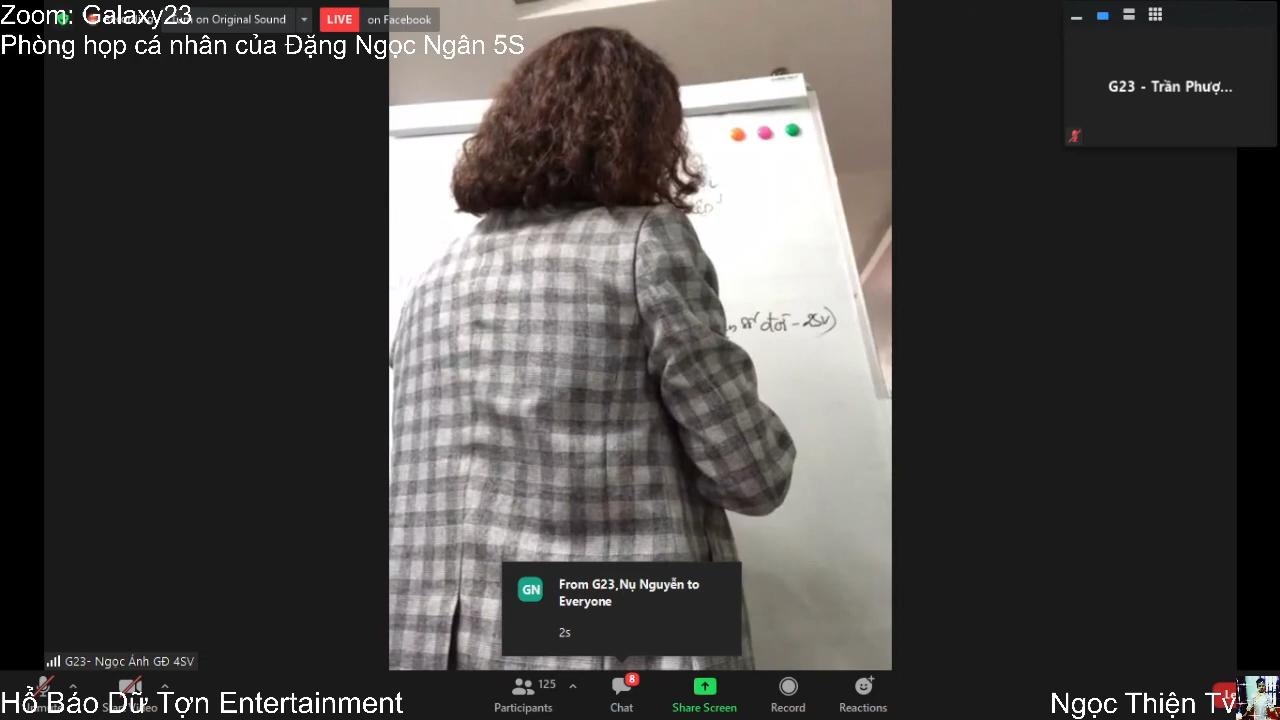 Zoom: Galaxy23
on Original Sound
LIVE on Facebook
Phòng họp cá nhân của Đặng Ngọc Ngân 5S
G23 - Trần Phượ...
đời - 2SV)
From G23,Nụ Nguyễn to
Everyone
2s
G23- Ngọc Ánh GĐ 4SV
125
8
Participants
Chat
Share Screen
Record
Reactions
Hổ Báo Dữ Tợn Entertainment
Ngọc Thiện Tv